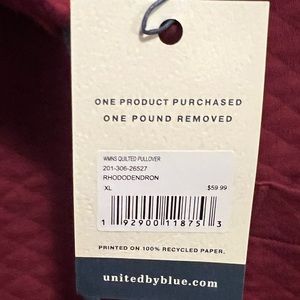 ONE PRODUCT PURCHASED
ONE POUND REMOVED
WMNS QUILTED PULLOVER
201-306-26527
RHODODENDRON
XL $59.99
1 92900 11875 3
PRINTED ON 100% RECYCLED PAPER.
unitedbyblue.com